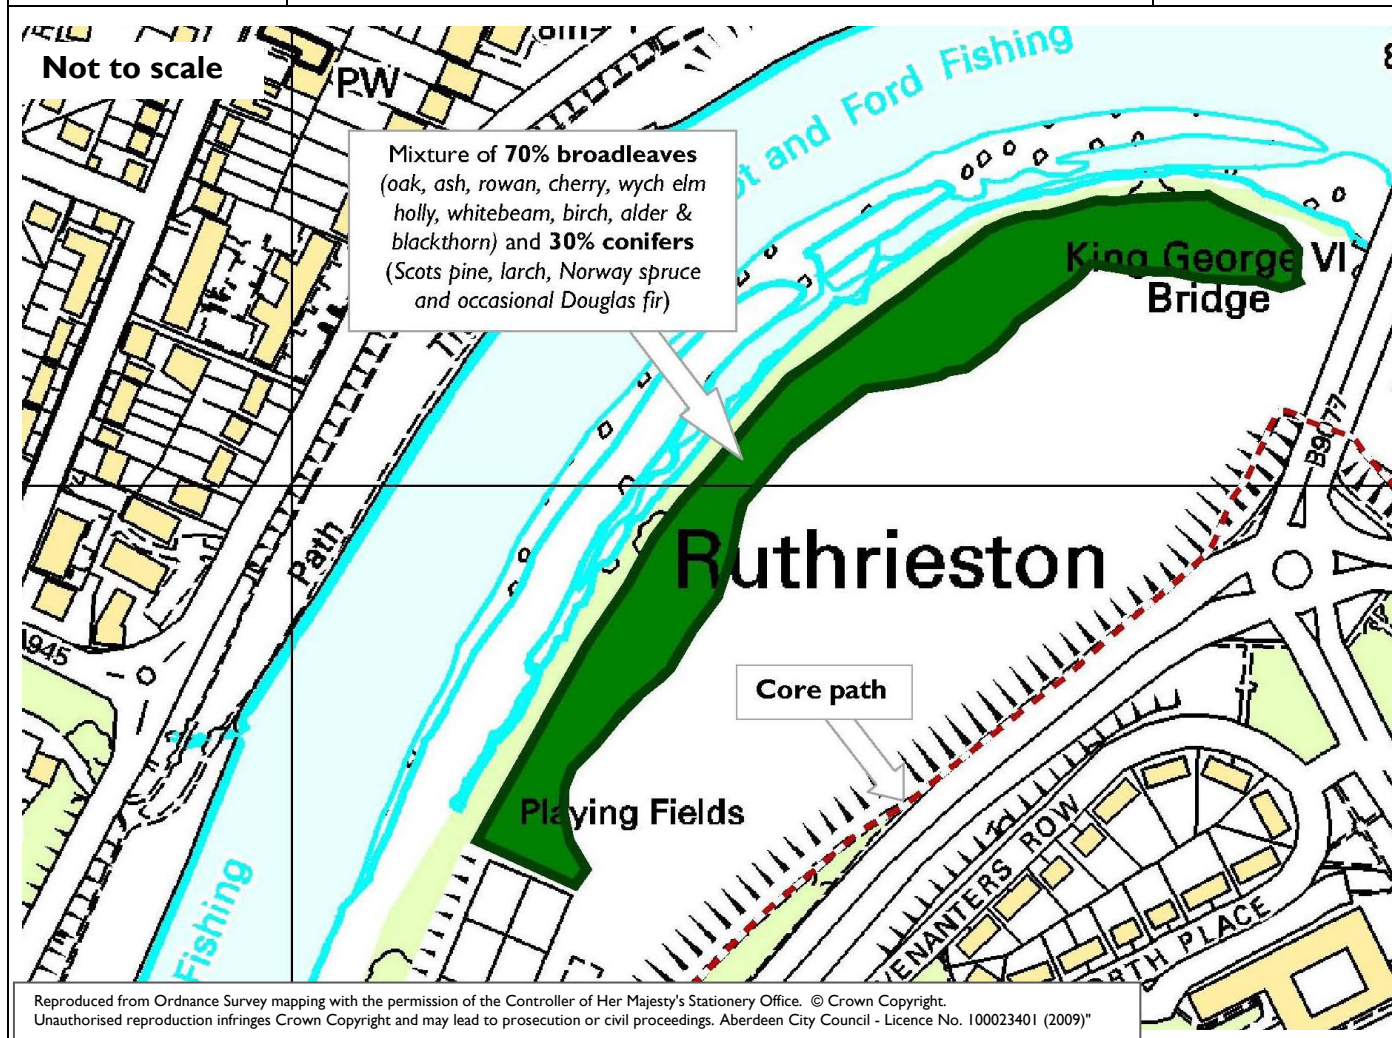 Not to scale
PW
Mixture of 70% broadleaves
(oak, ash, rowan, cherry, wych elm
holly, whitebeam, birch, alder &
blackthorn) and 30% conifers
(Scots pine, larch, Norway spruce
and occasional Douglas fir)
and Ford Fishing
King George VI
Bridge
B9077
Path
Ruthrieston
945
Core path
Playing Fields
Fishing
VENANTERS ROW
ORTH PLACE
Reproduced from Ordnance Survey mapping with the permission of the Controller of Her Majesty's Stationery Office. © Crown Copyright.
Unauthorised reproduction infringes Crown Copyright and may lead to prosecution or civil proceedings. Aberdeen City Council - Licence No. 100023401 (2009)"